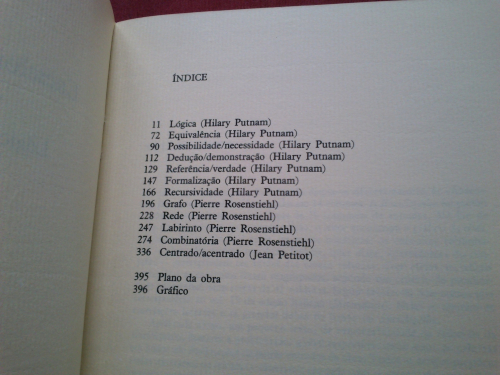 ÍNDICE
11 Lógica (Hilary Putnam)
72 Equivalência (Hilary Putnam)
90 Possibilidade/necessidade (Hilary Putnam)
112 Dedução/demonstração (Hilary Putnam)
129 Referência/verdade (Hilary Putnam)
147 Formalização (Hilary Putnam)
166 Recursividade (Hilary Putnam)
196 Grafo (Pierre Rosenstiehl)
228 Rede (Pierre Rosenstiehl)
247 Labirinto (Pierre Rosenstiehl)
274 Combinatória (Pierre Rosenstiehl)
336 Centrado/acentrado (Jean Petitot)
395 Plano da obra
396 Gráfico